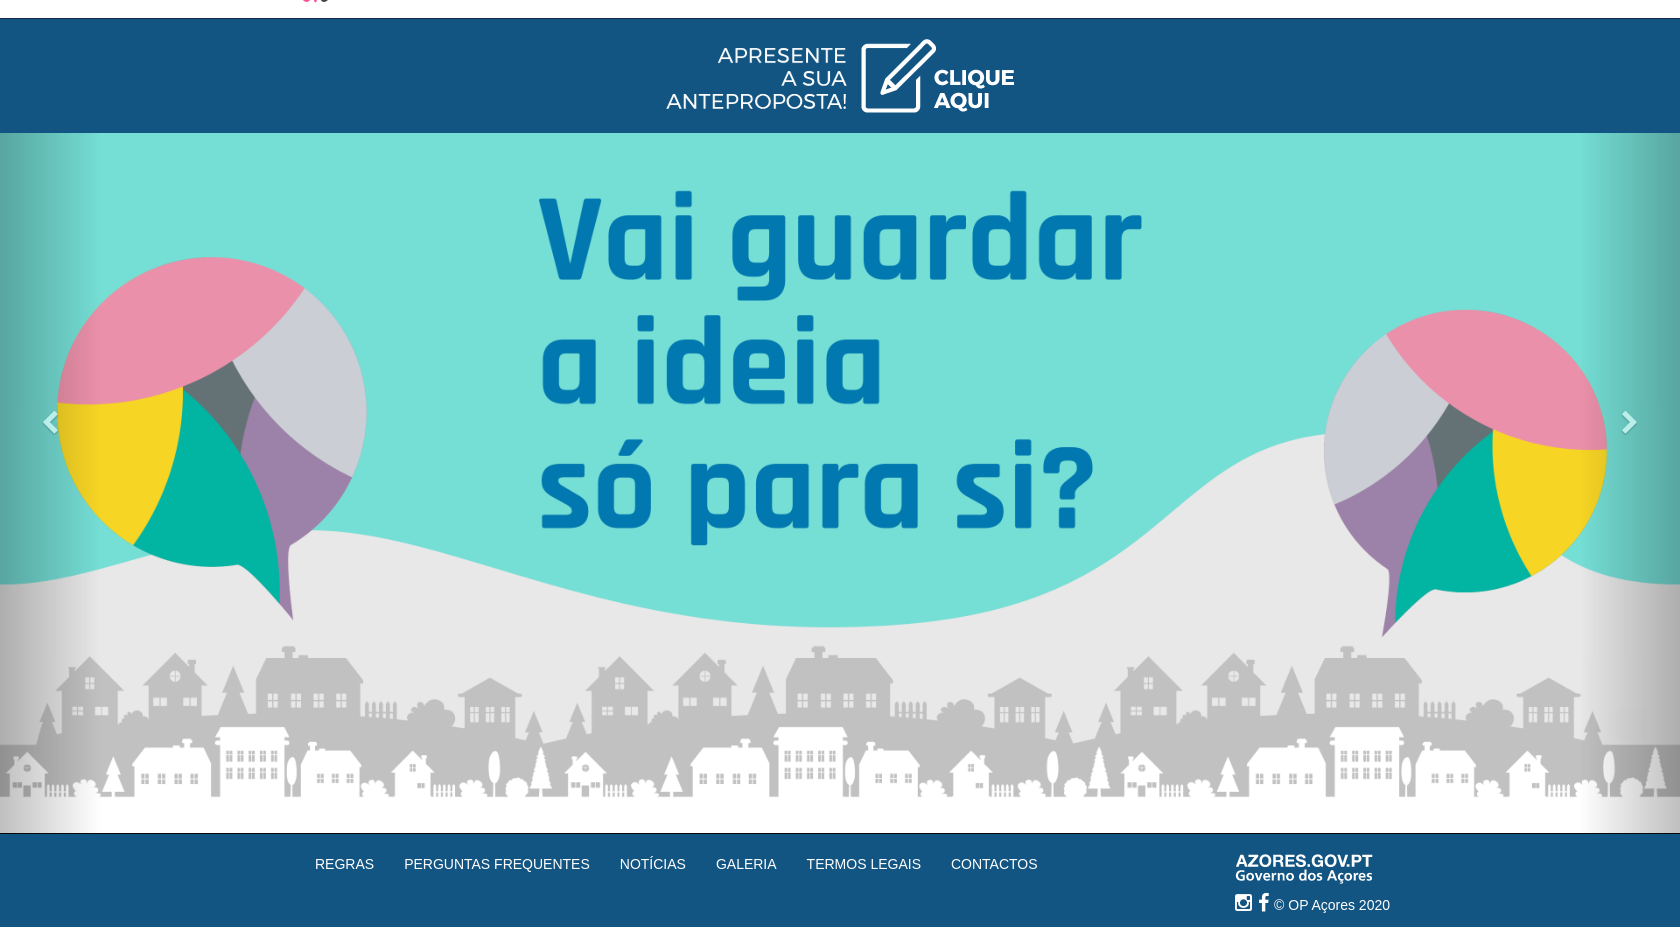 APRESENTE
A SUA
ANTEPROPOSTA!
CLIQUE
AQUI
Vai guardar
a ideia
só para si?
REGRAS PERGUNTAS FREQUENTES NOTÍCIAS GALERIA TERMOS LEGAIS CONTACTOS
AZORES.GOV.PT
Governo dos Açores
© OP Açores 2020